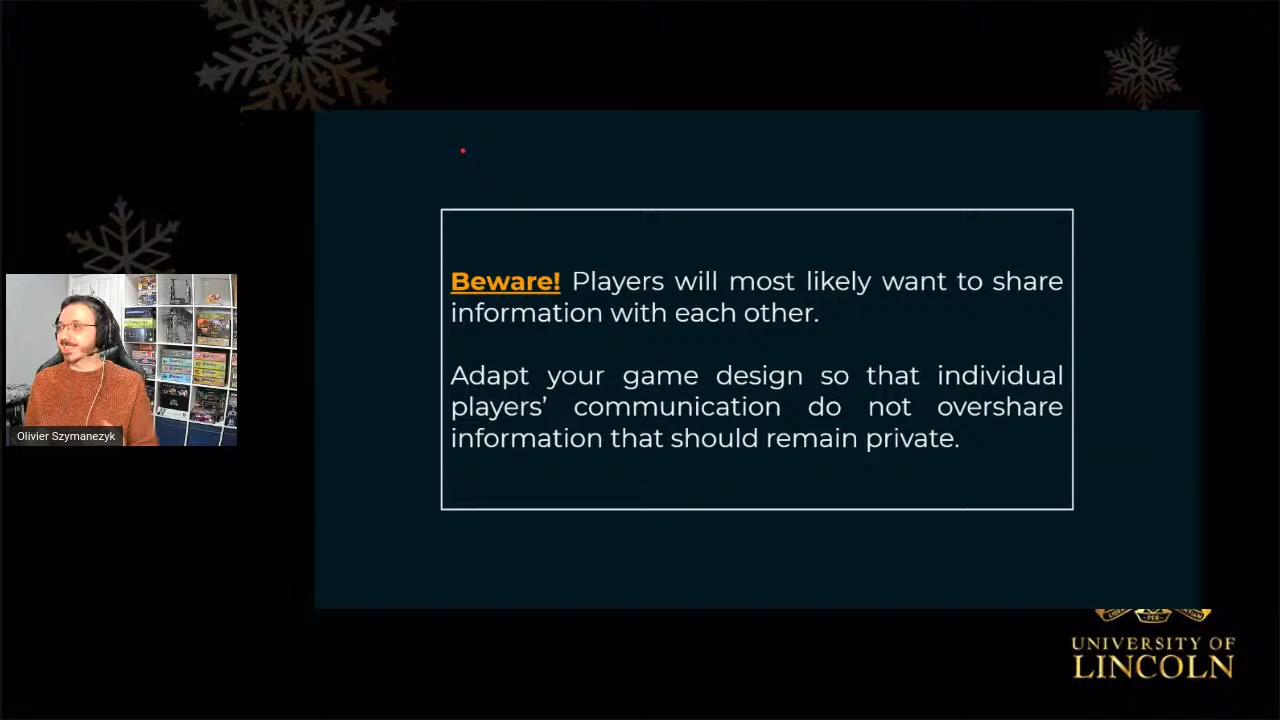 Beware! Players will most likely want to share
information with each other.
Adapt your game design so that individual
players’ communication do not overshare
information that should remain private.
Olivier Szymanezyk
UNIVERSITY OF
LINCOLN